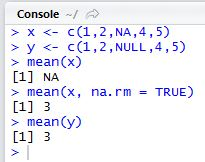 Console ~/
> x <- c(1,2,NA,4,5)
> y <- c(1,2,NULL,4,5)
> mean(x)
[1] NA
> mean(x, na.rm = TRUE)
[1] 3
> mean(y)
[1] 3
>